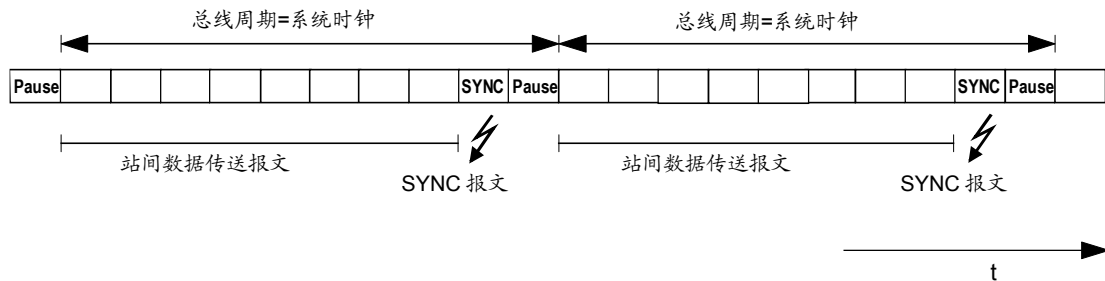 总线周期=系统时钟 总线周期=系统时钟
Pause SYNC Pause SYNC Pause
站间数据传送报文 站间数据传送报文
SYNC 报文 SYNC 报文
t